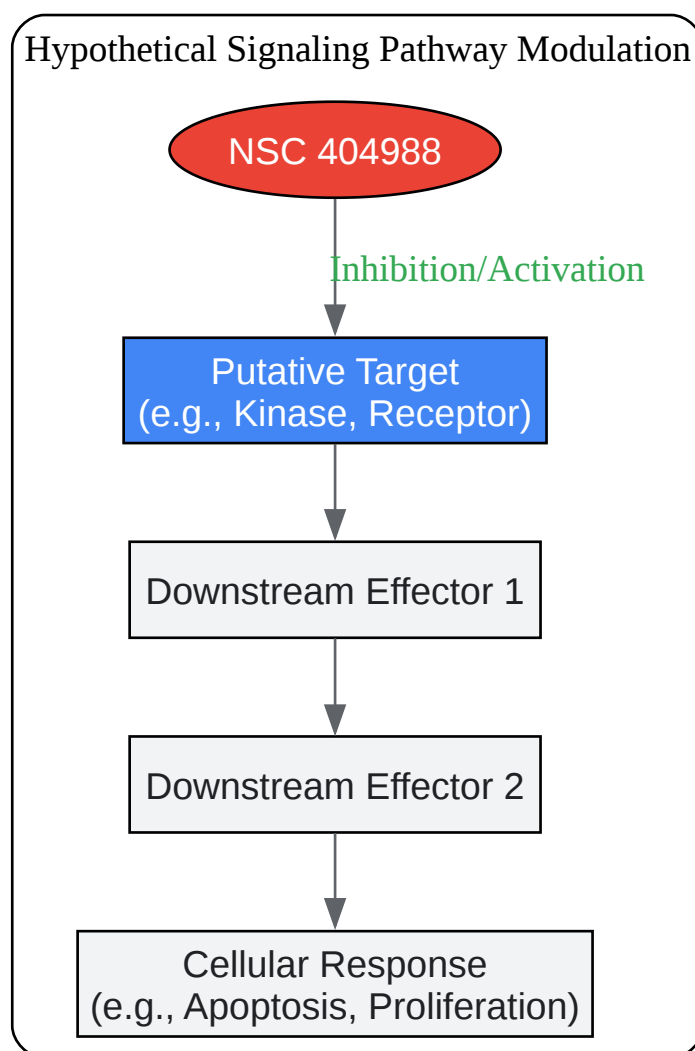 Hypothetical Signaling Pathway Modulation
NSC 404988
Inhibition/Activation
Putative Target
(e.g., Kinase, Receptor)
Downstream Effector 1
Downstream Effector 2
Cellular Response
(e.g., Apoptosis, Proliferation)